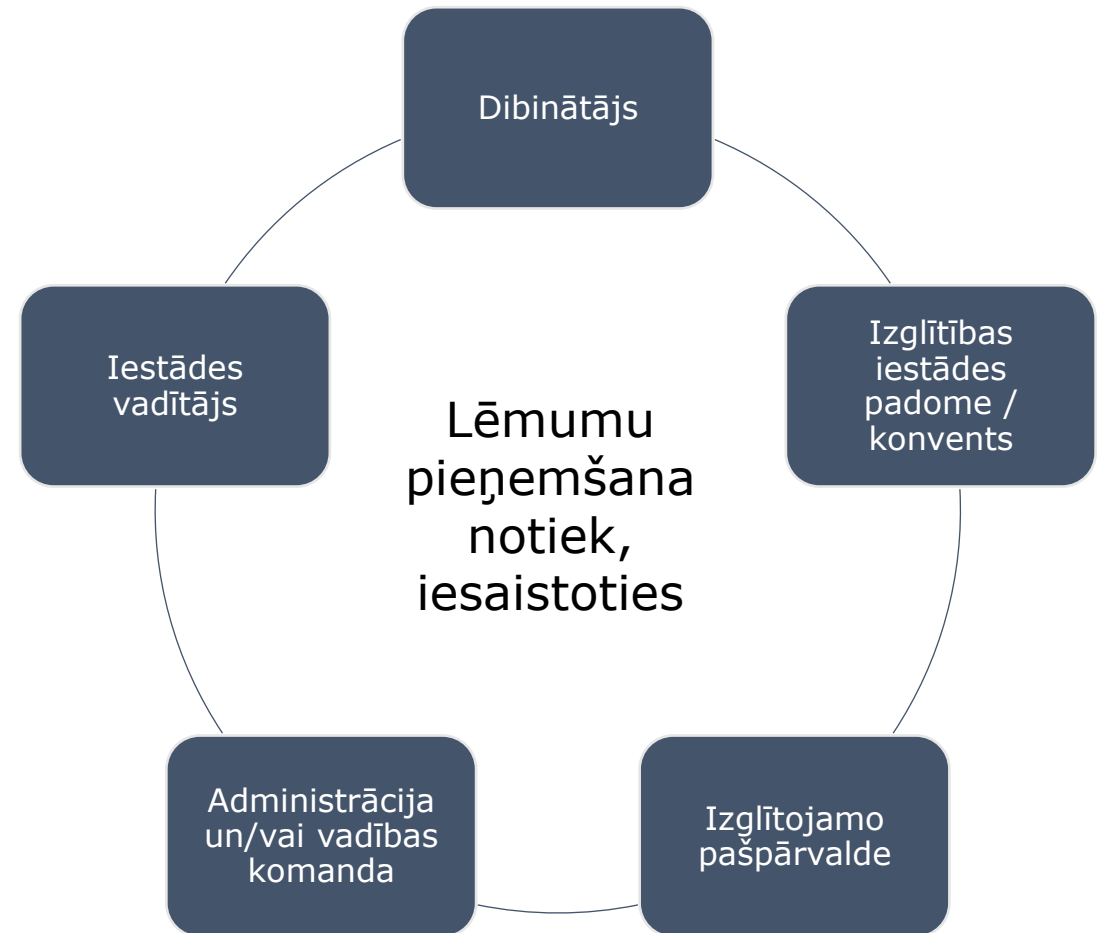 Dibinātājs
Izglītības
iestādes
padome /
konvents
Iestādes
vadītājs
Lēmumu
pieņemšana
notiek,
iesaistoties
Administrācija
un/vai vadības
komanda
Izglītojamo
pašpārvalde